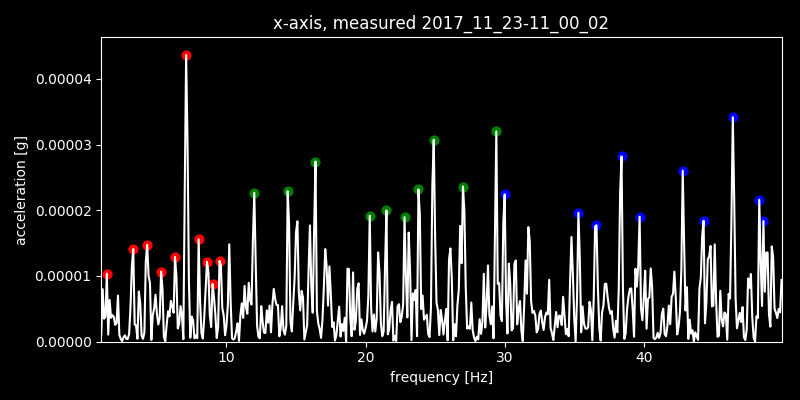 x-axis, measured 2017_11_23-11_00_02
0.00004
0.00003
0.00002
0.00001
0.00000
acceleration [g]
10 20 30 40
frequency [Hz]